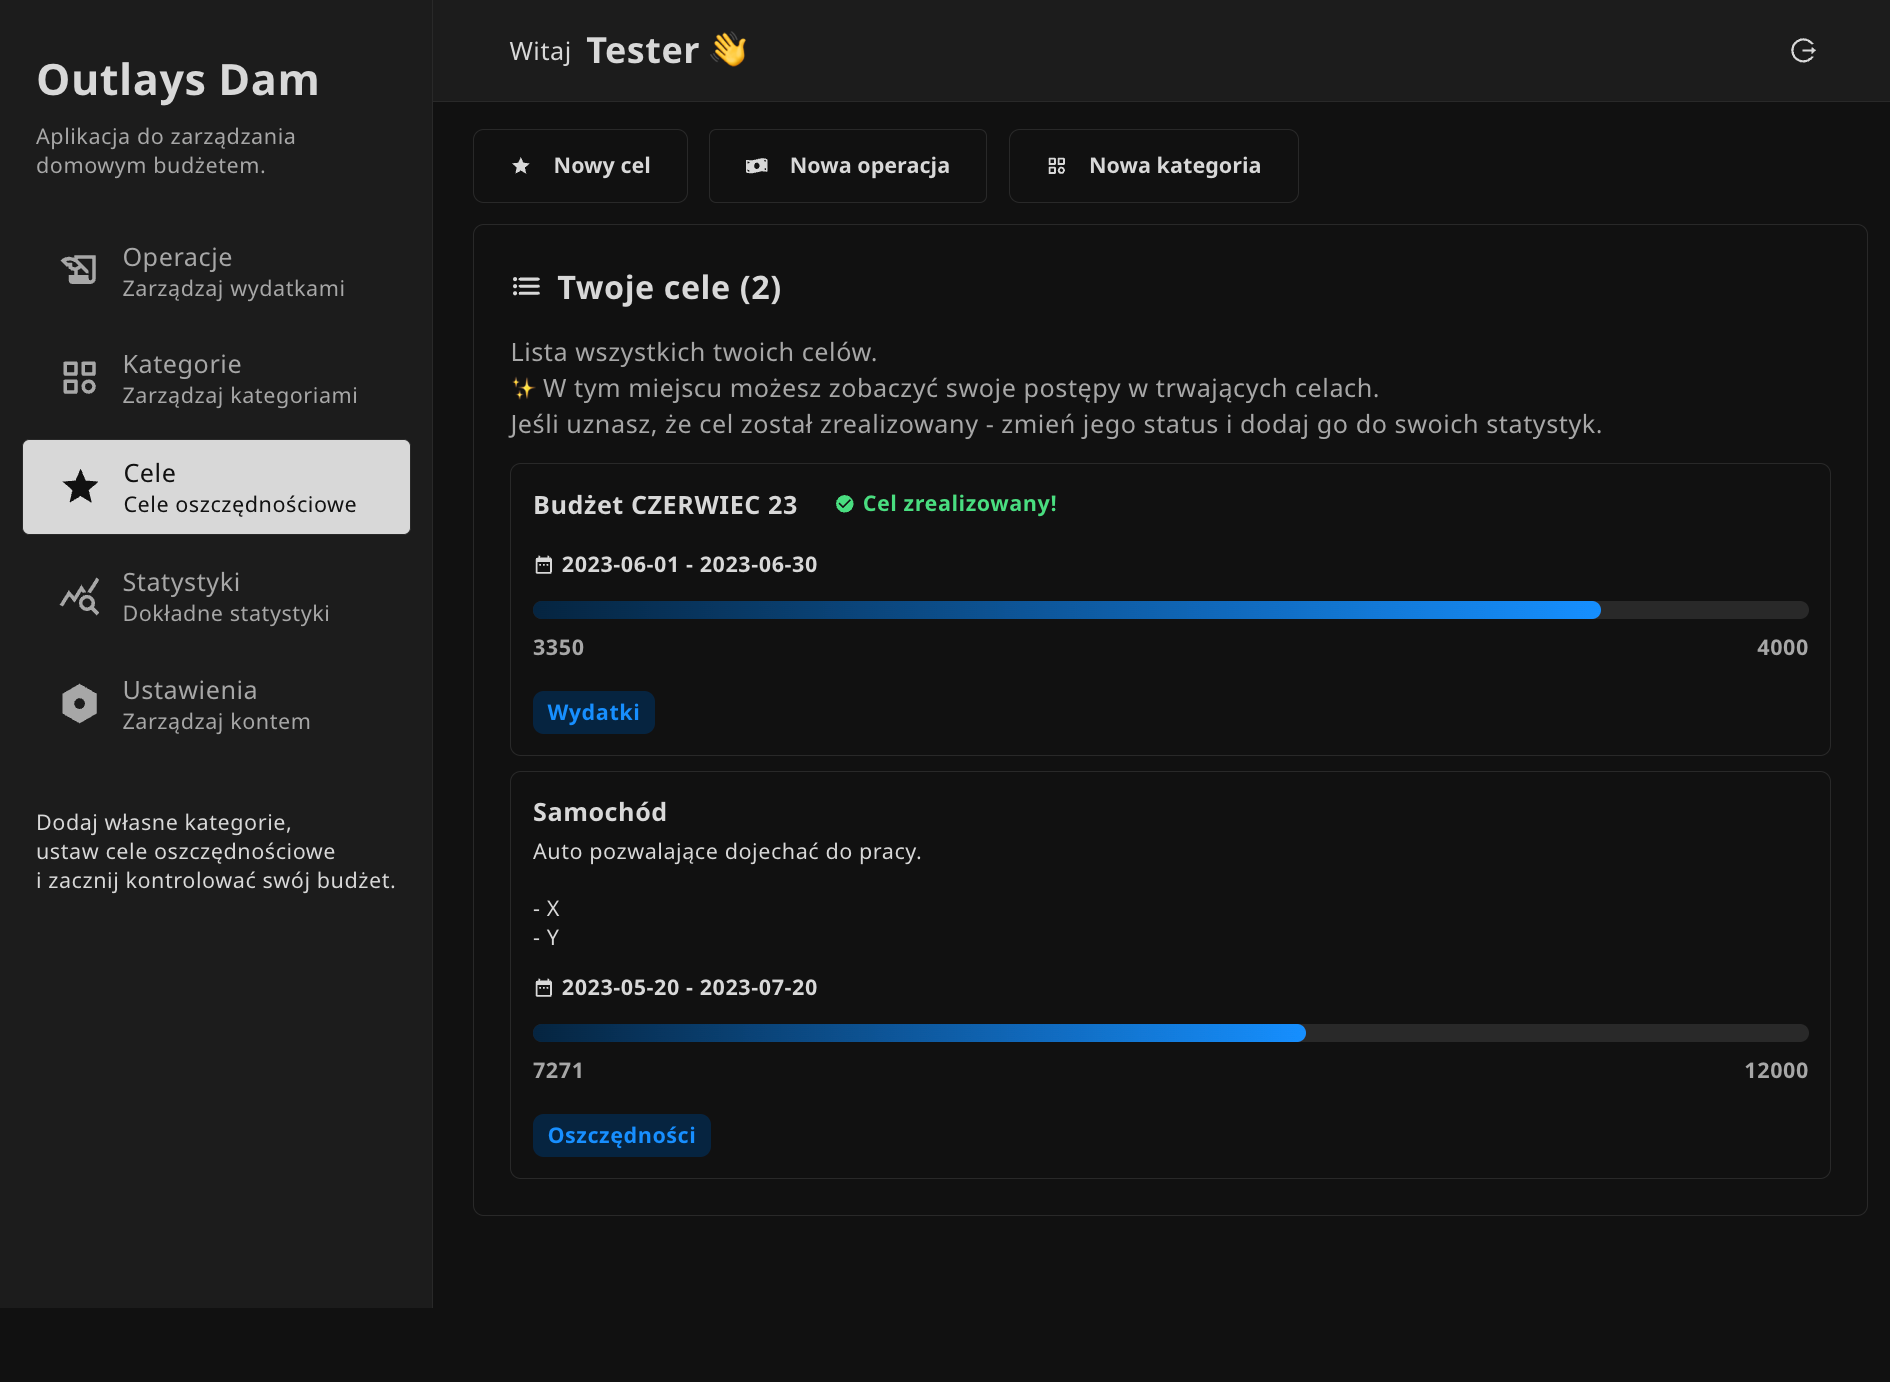 Outlays Dam
Aplikacja do zarządzania
domowym budżetem.
Operacje
Zarządzaj wydatkami
Kategorie
Zarządzaj kategoriami
Cele
Cele oszczędnościowe
Statystyki
Dokładne statystyki
Ustawienia
Zarządzaj kontem
Dodaj własne kategorie,
ustaw cele oszczędnościowe
i zacznij kontrolować swój budżet.
Witaj Tester 👋
Nowy cel
Nowa operacja
Nowa kategoria
Twoje cele (2)
Lista wszystkich twoich celów.
✨ W tym miejscu możesz zobaczyć swoje postępy w trwających celach.
Jeśli uznasz, że cel został zrealizowany - zmień jego status i dodaj go do swoich statystyk.
Budżet CZERWIEC 23 Cel zrealizowany!
2023-06-01 - 2023-06-30
3350 4000
Wydatki
Samochód
Auto pozwalające dojechać do pracy.
- X
- Y
2023-05-20 - 2023-07-20
7271 12000
Oszczędności